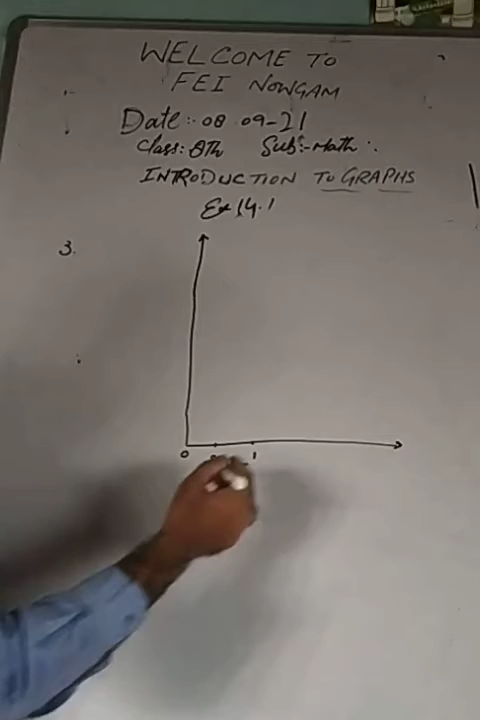 WELCOME TO
FEI NOWGAM
Date:- 08 09-21
Class: 8Th Sub:- Math :.
INTRODUCTION TO GRAPHS
Ex 14.1
3.
0 1